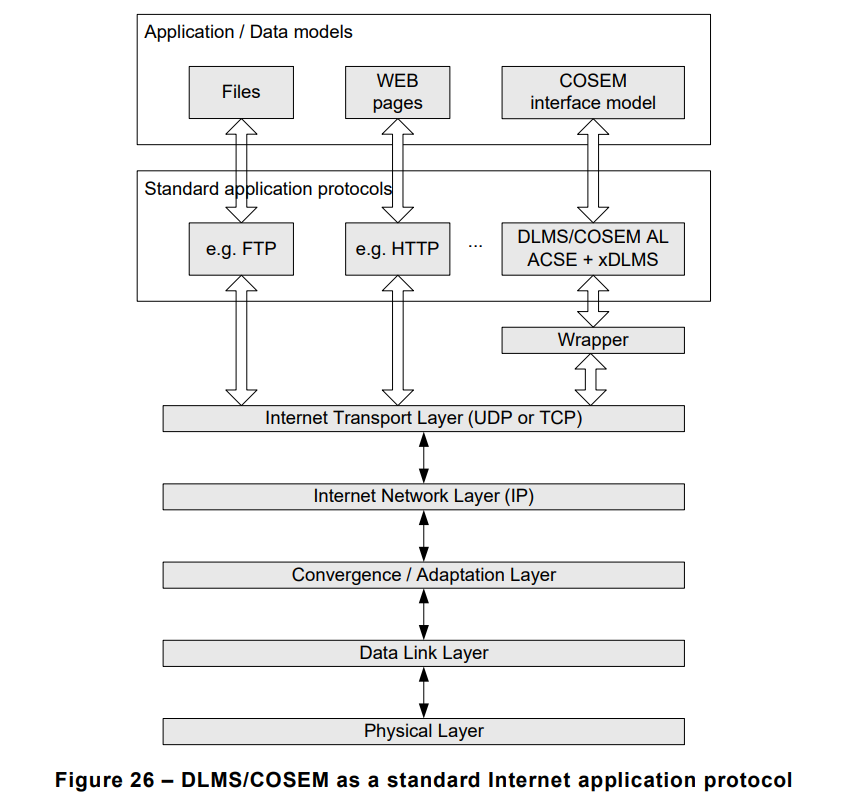 Application / Data models
Files
WEB
pages
COSEM
interface model
Standard application protocols
e.g. FTP
e.g. HTTP
...
DLMS/COSEM AL
ACSE + xDLMS
Wrapper
Internet Transport Layer (UDP or TCP)
Internet Network Layer (IP)
Convergence / Adaptation Layer
Data Link Layer
Physical Layer
Figure 26 – DLMS/COSEM as a standard Internet application protocol